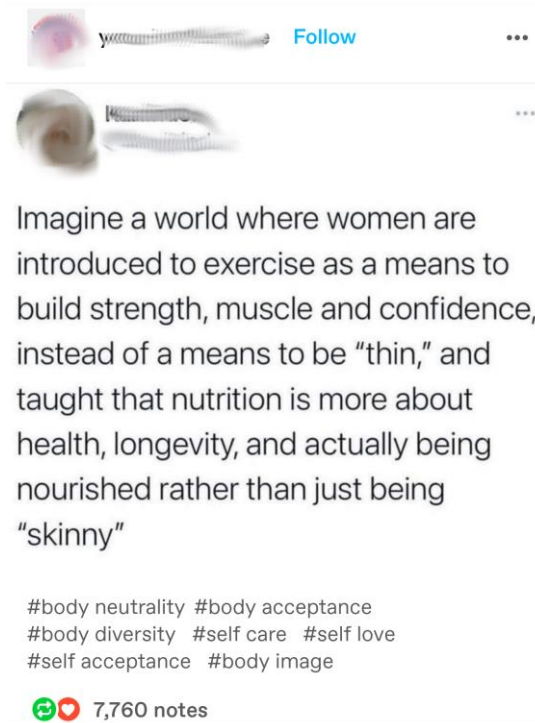 Follow
Imagine a world where women are
introduced to exercise as a means to
build strength, muscle and confidence,
instead of a means to be “thin,” and
taught that nutrition is more about
health, longevity, and actually being
nourished rather than just being
“skinny”
#body neutrality #body acceptance
#body diversity #self care #self love
#self acceptance #body image
7,760 notes